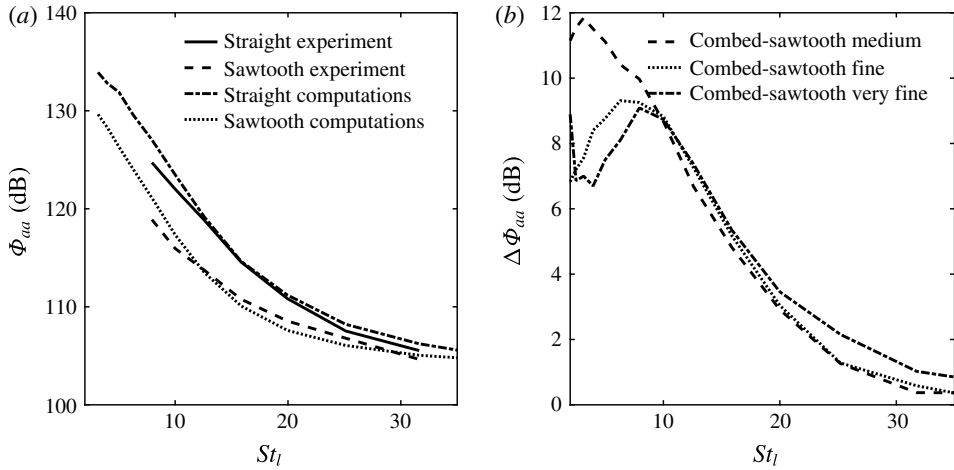 (a)
140
130
120
110
100
Φaa (dB)
Straight experiment
Sawtooth experiment
Straight computations
Sawtooth computations
10
20
30
Stl
(b)
12
10
8
6
4
2
0
ΔΦaa (dB)
Combed-sawtooth medium
Combed-sawtooth fine
Combed-sawtooth very fine
10
20
30
Stl